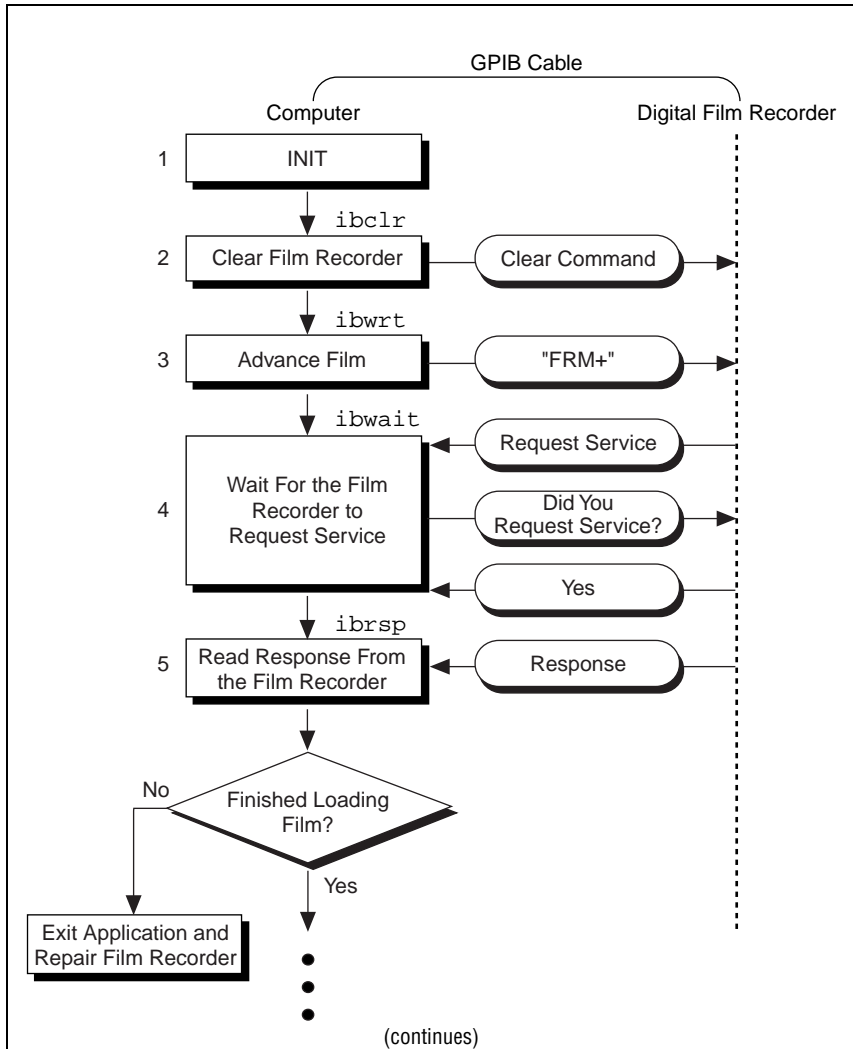 GPIB Cable
Computer
Digital Film Recorder
1
INIT
ibclr
2
Clear Film Recorder
Clear Command
ibwrt
3
Advance Film
"FRM+"
ibwait
4
Wait For the Film
Recorder to
Request Service
Request Service
Did You
Request Service?
Yes
ibrsp
5
Read Response From
the Film Recorder
Response
No
Finished Loading
Film?
Yes
Exit Application and
Repair Film Recorder
(continues)